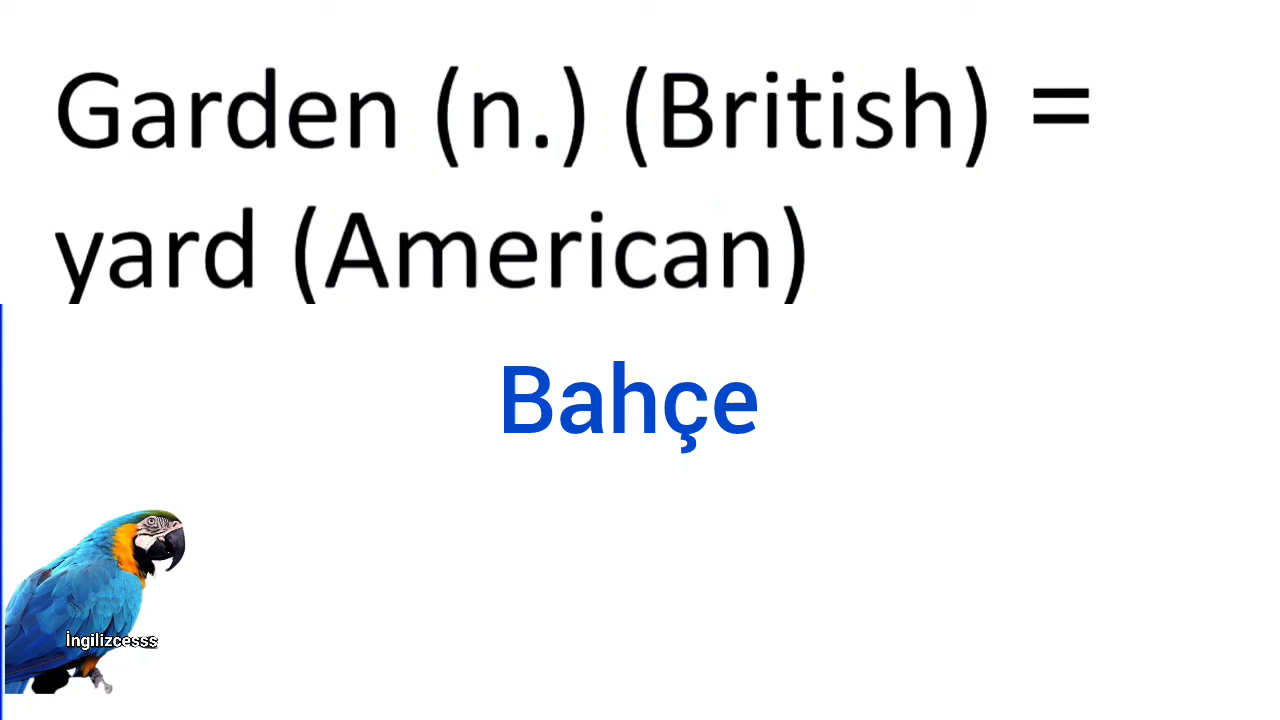 Garden (n.) (British) =
yard (American)
Bahçe
İngilizcesss